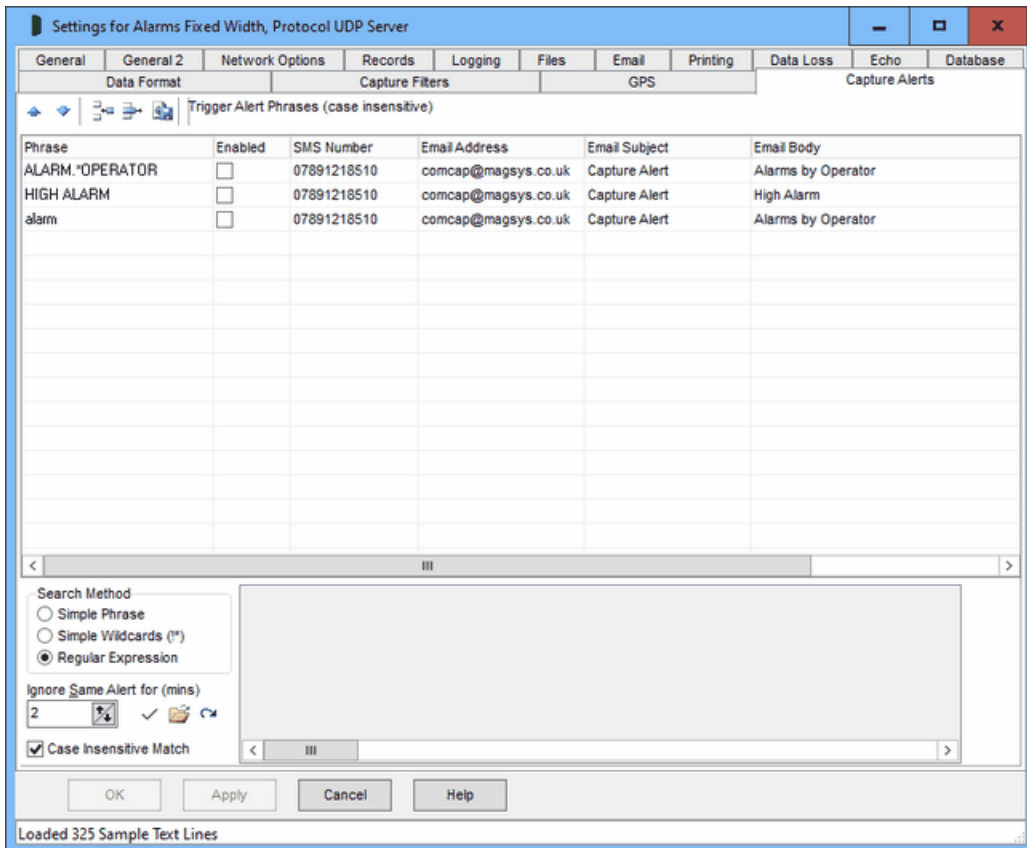 Settings for Alarms Fixed Width, Protocol UDP Server
General General 2 Network Options Records Logging Files Email Printing Data Loss Echo Database
Data Format Capture Filters GPS Capture Alerts
Trigger Alert Phrases (case insensitive)
Phrase Enabled SMS Number Email Address Email Subject Email Body
ALARM.*OPERATOR 07891218510 comcap@magsys.co.uk Capture Alert Alarms by Operator
HIGH ALARM 07891218510 comcap@magsys.co.uk Capture Alert High Alarm
alarm 07891218510 comcap@magsys.co.uk Capture Alert Alarms by Operator
Search Method
Simple Phrase
Simple Wildcards (!*)
Regular Expression
Ignore Same Alert for (mins)
2
Case Insensitive Match
OK Apply Cancel Help
Loaded 325 Sample Text Lines